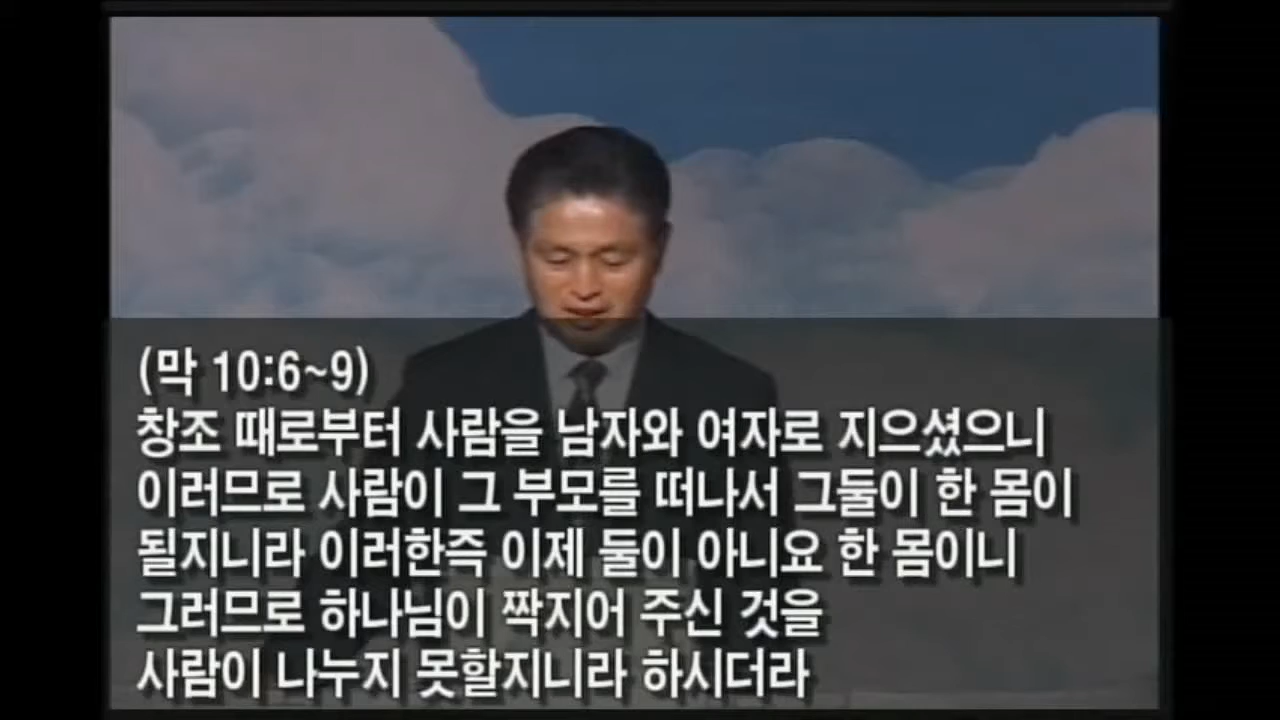 (막 10:6~9)
창조 때로부터 사람을 남자와 여자로 지으셨으니
이러므로 사람이 그 부모를 떠나서 그둘이 한 몸이
될지니라 이러한즉 이제 둘이 아니요 한 몸이니
그러므로 하나님이 짝지어 주신 것을
사람이 나누지 못할지니라 하시더라